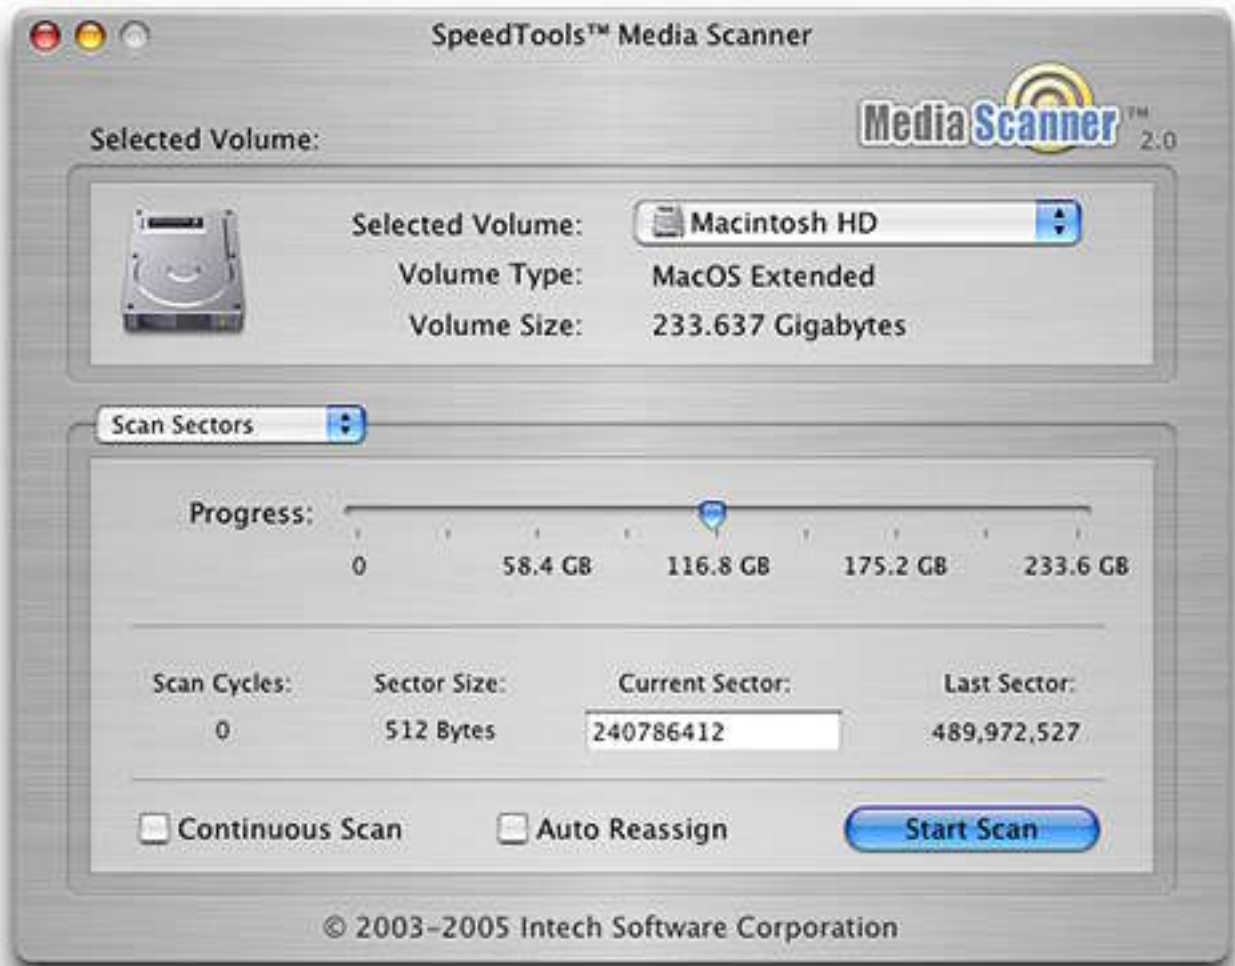 SpeedTools™ Media Scanner
Media Scanner™ 2.0
Selected Volume:
Selected Volume: Macintosh HD
Volume Type: MacOS Extended
Volume Size: 233.637 Gigabytes
Scan Sectors
Progress:
0 58.4 GB 116.8 GB 175.2 GB 233.6 GB
Scan Cycles: Sector Size: Current Sector: Last Sector:
0 512 Bytes 240786412 489,972,527
Continuous Scan Auto Reassign Start Scan
© 2003-2005 Intech Software Corporation